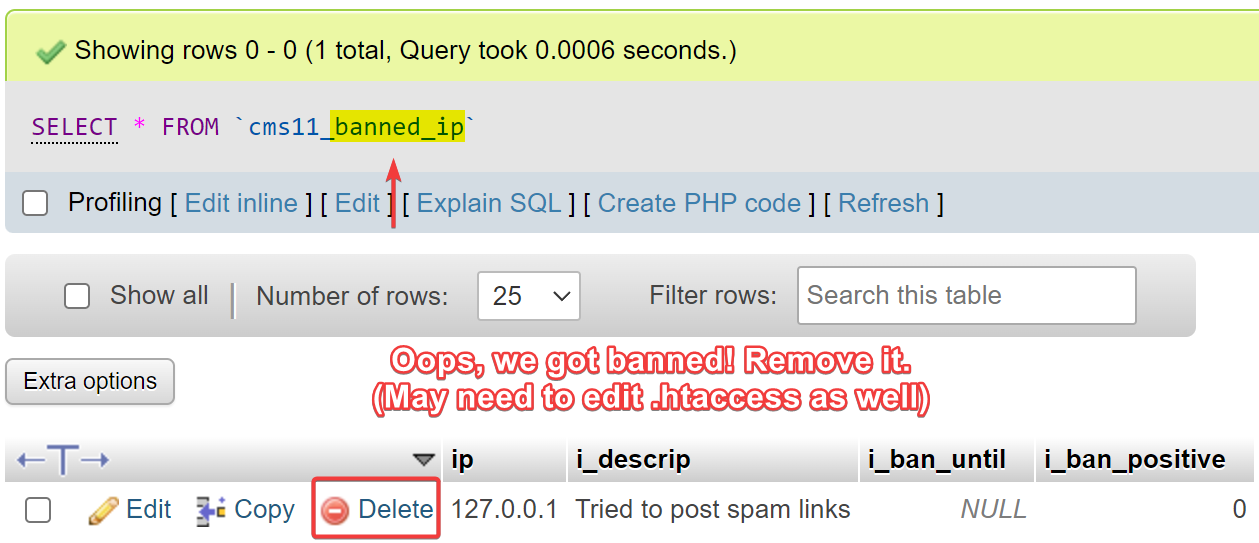 Showing rows 0 - 0 (1 total, Query took 0.0006 seconds.)
SELECT * FROM `cms11_banned_ip`
Profiling [ Edit inline ] [ Edit ] [ Explain SQL ] [ Create PHP code ] [ Refresh ]
Show all | Number of rows: 25 Filter rows: Search this table
Oops, we got banned! Remove it.
(May need to edit .htaccess as well)
Extra options
←T→ ip i_descrip i_ban_until i_ban_positive
Edit Copy Delete 127.0.0.1 Tried to post spam links NULL 0